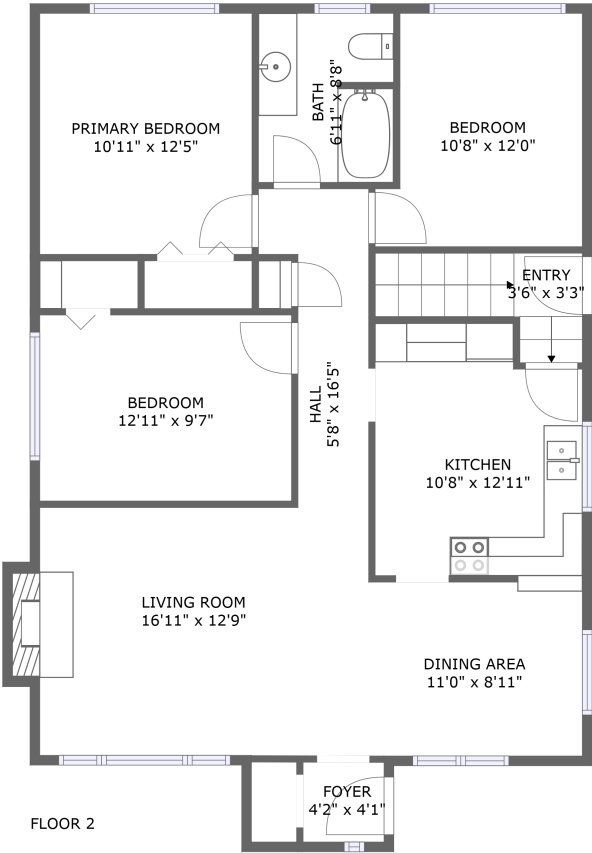 PRIMARY BEDROOM
10'11" x 12'5"
BATH
6'11" x 8'8"
BEDROOM
10'8" x 12'0"
ENTRY
3'6" x 3'3"
BEDROOM
12'11" x 9'7"
HALL
5'8" x 16'5"
KITCHEN
10'8" x 12'11"
LIVING ROOM
16'11" x 12'9"
DINING AREA
11'0" x 8'11"
FOYER
4'2" x 4'1"
FLOOR 2